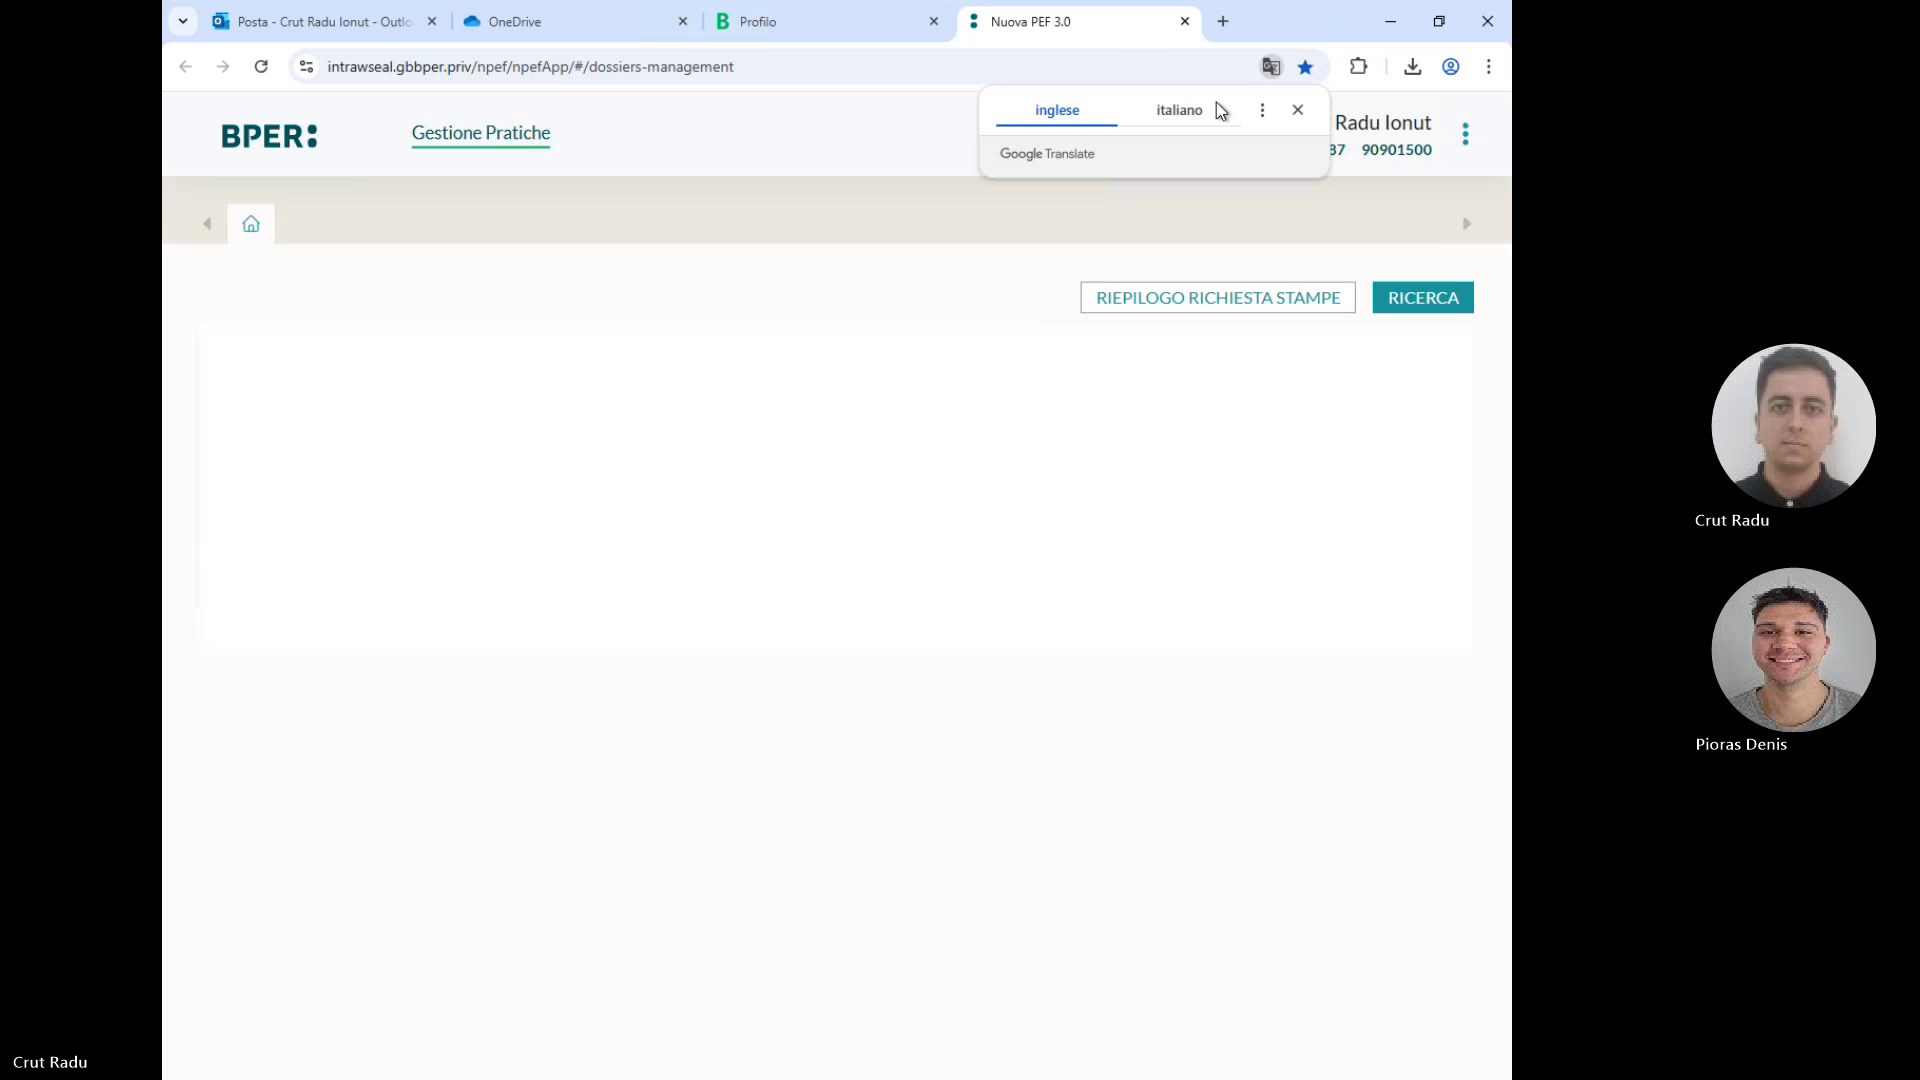 Posta - Crut Radu Ionut - Outlo
OneDrive
Profilo
Nuova PEF 3.0
intrawseal.gbbper.priv/npef/npefApp/#/dossiers-management
inglese
italiano
Google Translate
BPER:
Gestione Pratiche
Radu Ionut
37 90901500
RIEPILOGO RICHIESTA STAMPE
RICERCA
Crut Radu
Pioras Denis
Crut Radu